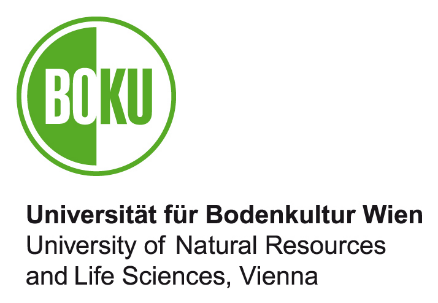 BOKU
Universität für Bodenkultur Wien
University of Natural Resources
and Life Sciences, Vienna